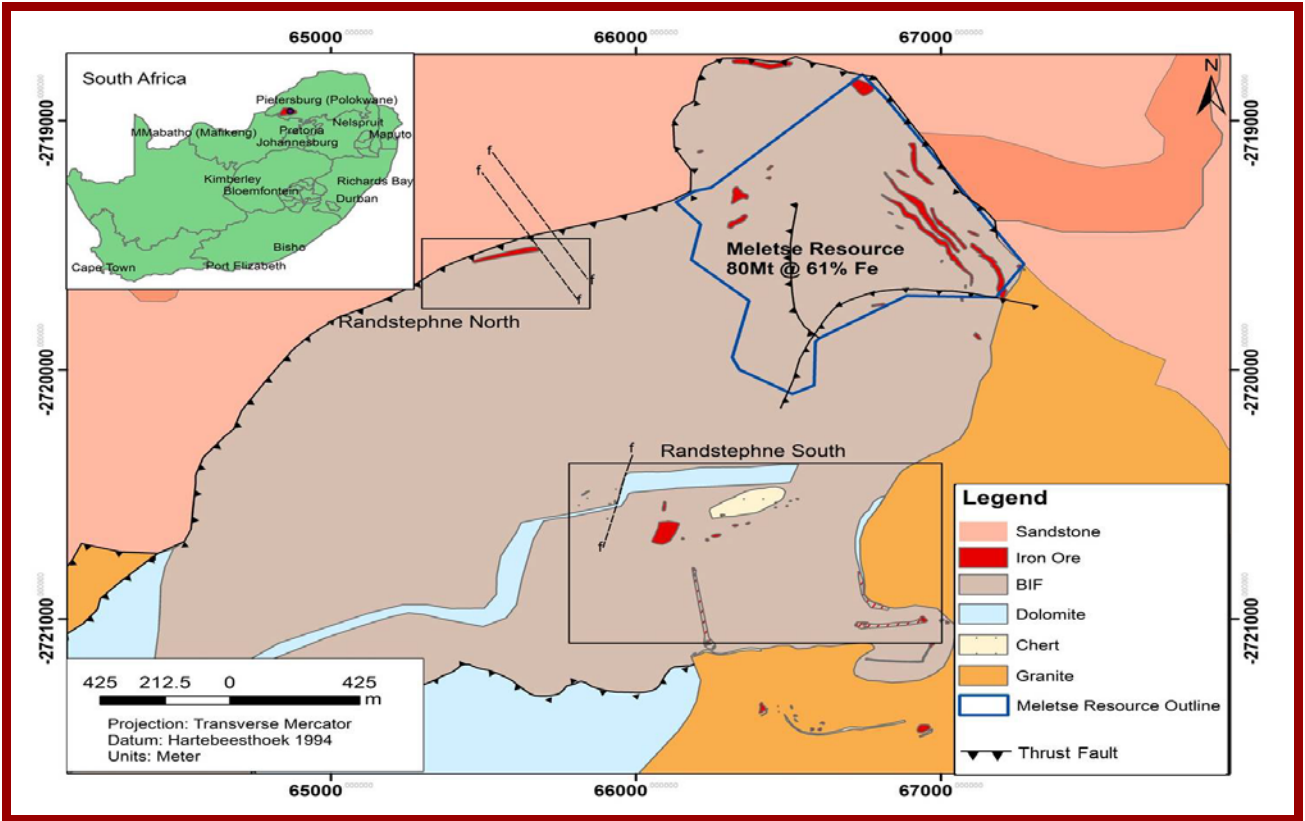 65000
66000
67000
South Africa
Pietersburg (Polokwane)
Nelspruit
MMabatho (Mafikeng)
Pretoria
Maputo
Johannesburg
Kimberley
Richards Bay
Bloemfontein
Durban
Bisho
Cape Town
Port Elizabeth
-2719000
-2719000
N
f
f
f
f
Meletse Resource
80Mt @ 61% Fe
Randstephne North
-2720000
-2720000
Randstephne South
f
f
-2721000
-2721000
Legend
Sandstone
Iron Ore
BIF
Dolomite
Chert
Granite
Meletse Resource Outline
Thrust Fault
425 212.5 0 425
m
Projection: Transverse Mercator
Datum: Hartebeesthoek 1994
Units: Meter
65000
66000
67000